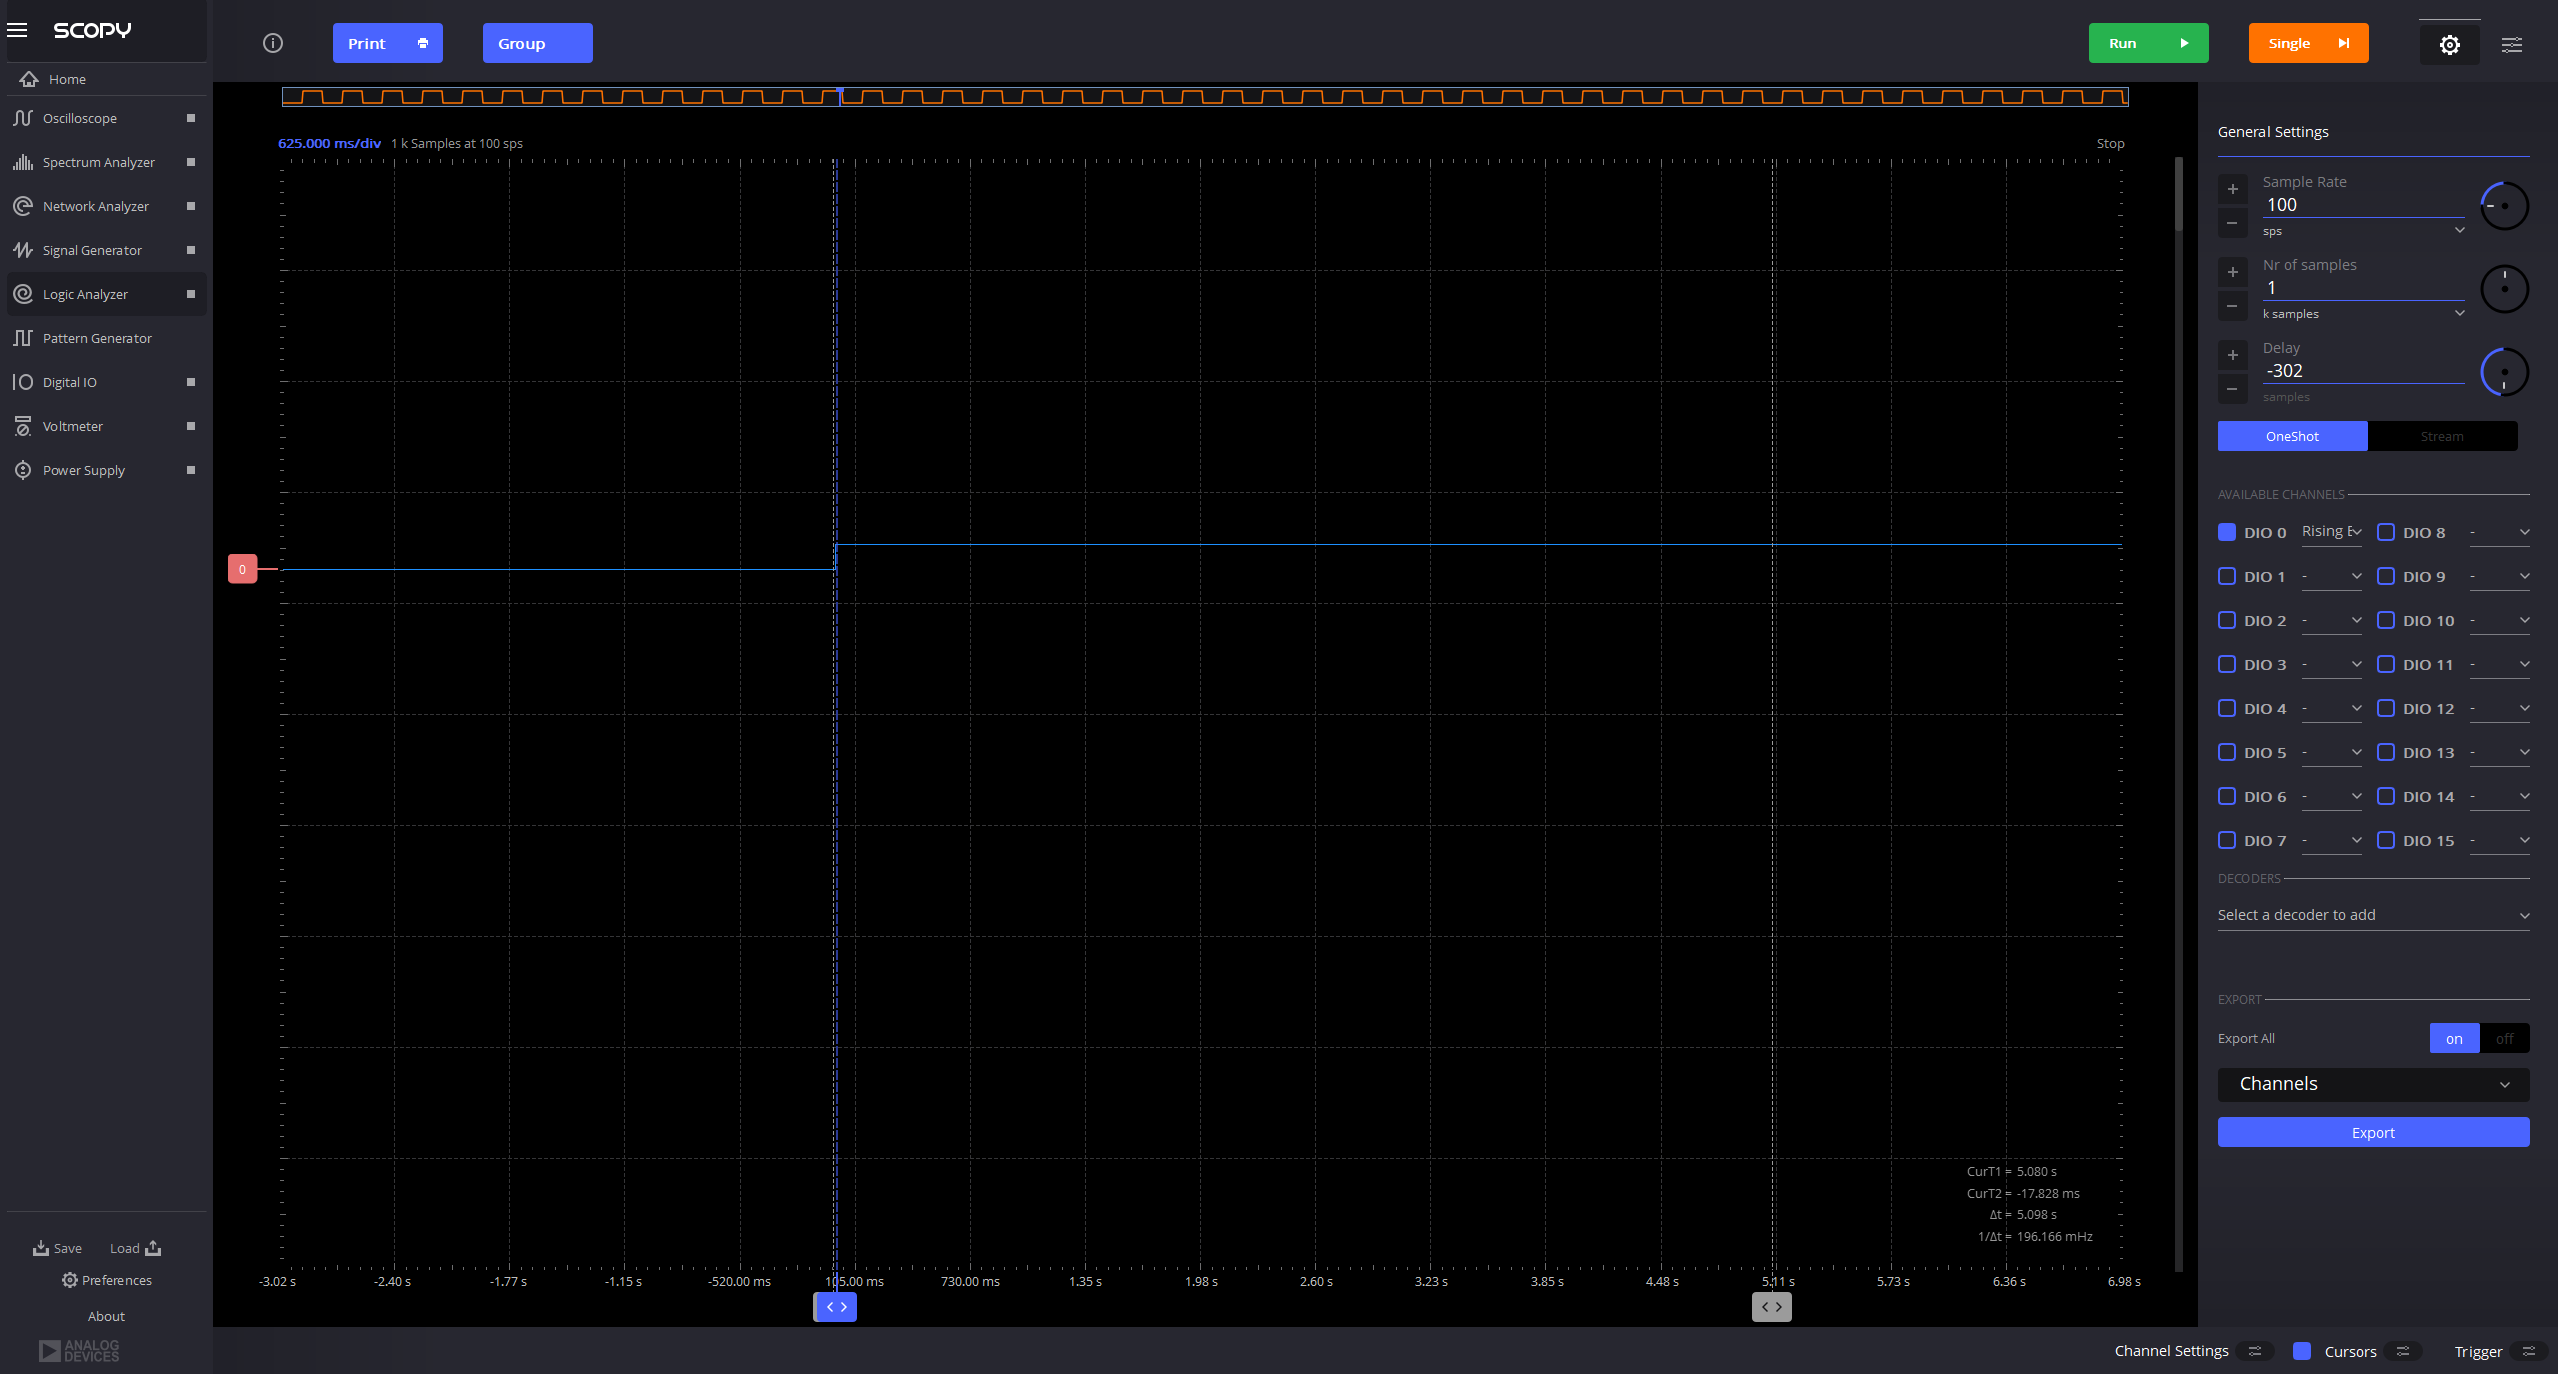 SCOPY
Print
Group
Run
Single
Home
Oscilloscope
Spectrum Analyzer
Network Analyzer
Signal Generator
Logic Analyzer
Pattern Generator
Digital IO
Voltmeter
Power Supply
Save Load
Preferences
About
ANALOG
DEVICES
625.000 ms/div 1 k Samples at 100 sps
Stop
0
CurT1 = 5.080 s
CurT2 = -17.828 ms
Δt = 5.098 s
1/Δt = 196.166 mHz
-3.02 s -2.40 s -1.77 s -1.15 s -520.00 ms 105.00 ms 730.00 ms 1.35 s 1.98 s 2.60 s 3.23 s 3.85 s 4.48 s 5.11 s 5.73 s 6.36 s 6.98 s
General Settings
Sample Rate
100
sps
Nr of samples
1
k samples
Delay
-302
samples
OneShot Stream
AVAILABLE CHANNELS
DIO 0 Rising E DIO 8 -
DIO 1 - DIO 9 -
DIO 2 - DIO 10 -
DIO 3 - DIO 11 -
DIO 4 - DIO 12 -
DIO 5 - DIO 13 -
DIO 6 - DIO 14 -
DIO 7 - DIO 15 -
DECODERS
Select a decoder to add
EXPORT
Export All on off
Channels
Export
Channel Settings Cursors Trigger